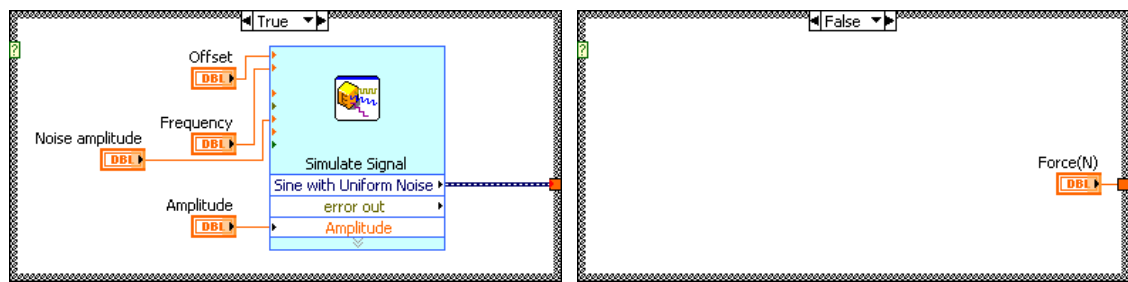 True
False
?
?
Offset
DBL
Frequency
DBL
Noise amplitude
DBL
Simulate Signal
Sine with Uniform Noise
error out
Amplitude
DBL
Amplitude
Force(N)
DBL